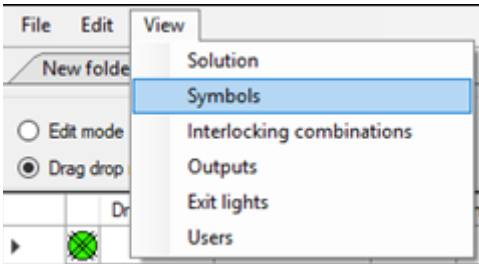 File Edit View
New folde
Solution
Symbols
Edit mode
Interlocking combinations
Drag drop
Outputs
Dr
Exit lights
Users